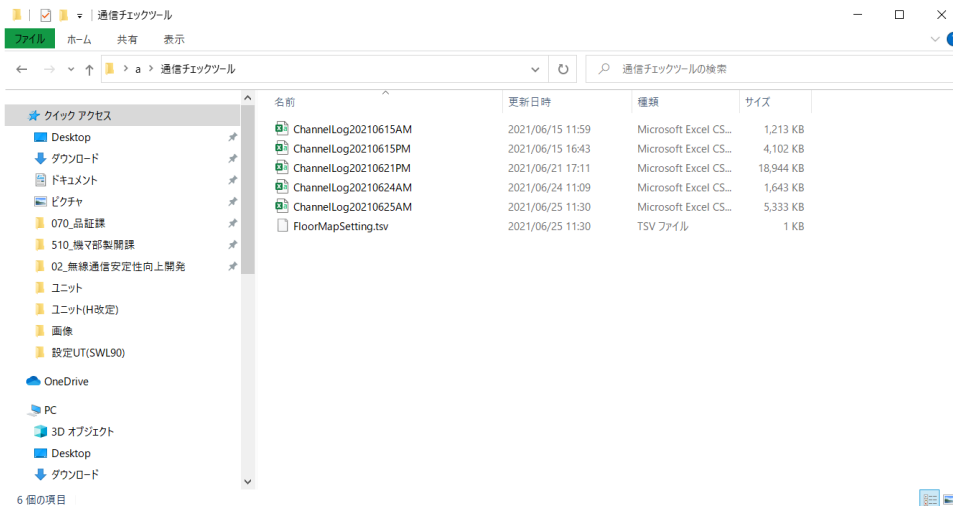 通信チェックツール
ファイル ホーム 共有 表示
a 通信チェックツール 通信チェックツールの検索
名前 更新日時 種類 サイズ
クイック アクセス
Desktop
ダウンロード
ドキュメント
ピクチャ
070_品証課
510_機マ部製開課
02_無線通信安定性向上開発
ユニット
ユニット(H改定)
画像
設定UT(SWL90)
OneDrive
PC
3D オブジェクト
Desktop
ダウンロード
ChannelLog20210615AM 2021/06/15 11:59 Microsoft Excel CS... 1,213 KB
ChannelLog20210615PM 2021/06/15 16:43 Microsoft Excel CS... 4,102 KB
ChannelLog20210621PM 2021/06/21 17:11 Microsoft Excel CS... 18,944 KB
ChannelLog20210624AM 2021/06/24 11:09 Microsoft Excel CS... 1,643 KB
ChannelLog20210625AM 2021/06/25 11:30 Microsoft Excel CS... 5,333 KB
FloorMapSetting.tsv 2021/06/25 11:30 TSV ファイル 1 KB
6 個の項目